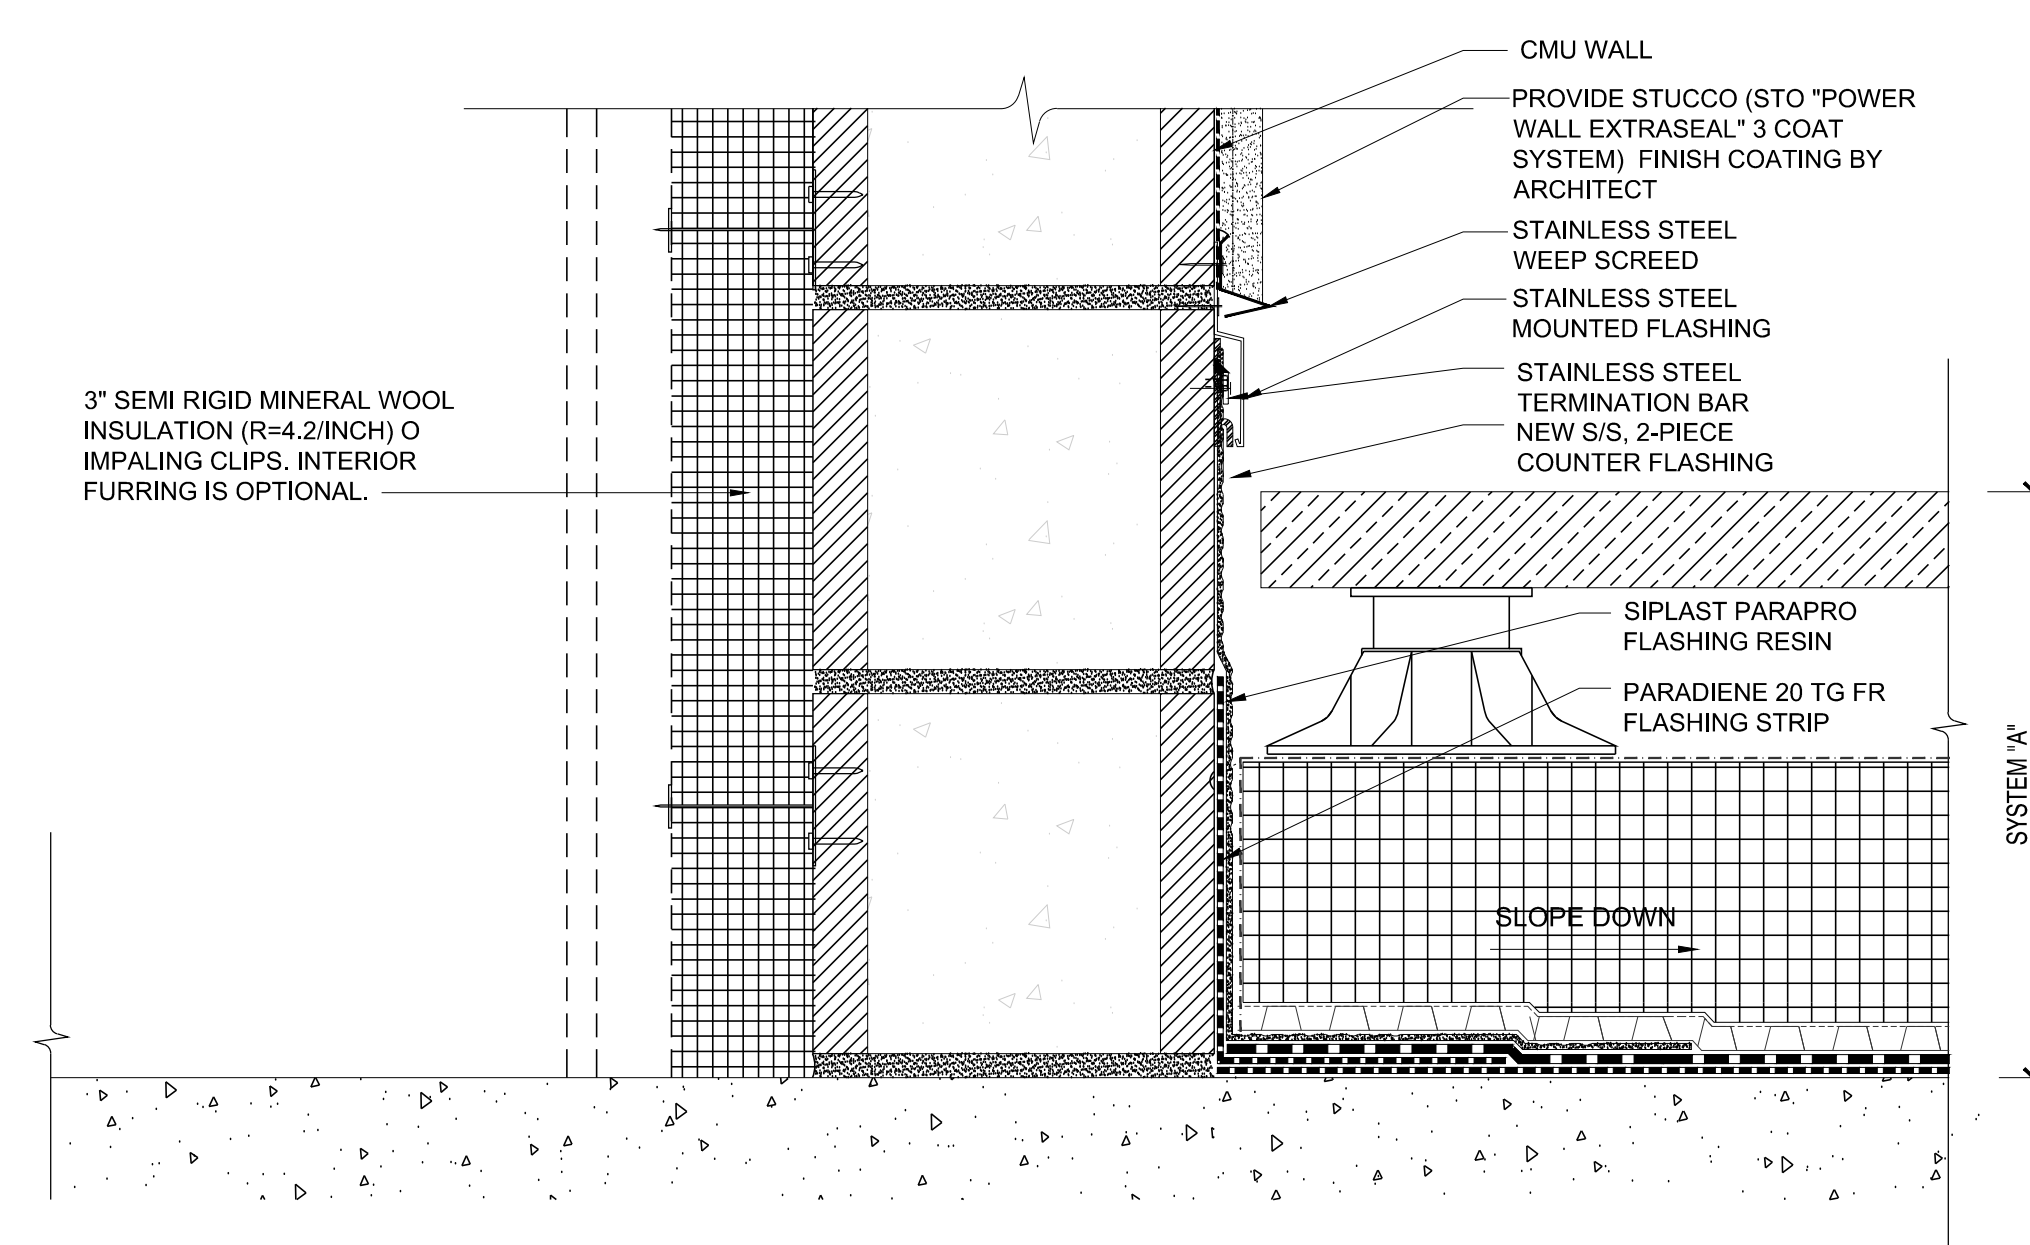 CMU WALL
PROVIDE STUCCO (STO "POWER
WALL EXTRASEAL" 3 COAT
SYSTEM) FINISH COATING BY
ARCHITECT
STAINLESS STEEL
WEEP SCREED
STAINLESS STEEL
MOUNTED FLASHING
STAINLESS STEEL
TERMINATION BAR
NEW S/S, 2-PIECE
COUNTER FLASHING
3" SEMI RIGID MINERAL WOOL
INSULATION (R=4.2/INCH) O
IMPALING CLIPS. INTERIOR
FURRING IS OPTIONAL.
SIPLAST PARAPRO
FLASHING RESIN
PARADIENE 20 TG FR
FLASHING STRIP
SYSTEM "A"
SLOPE DOWN